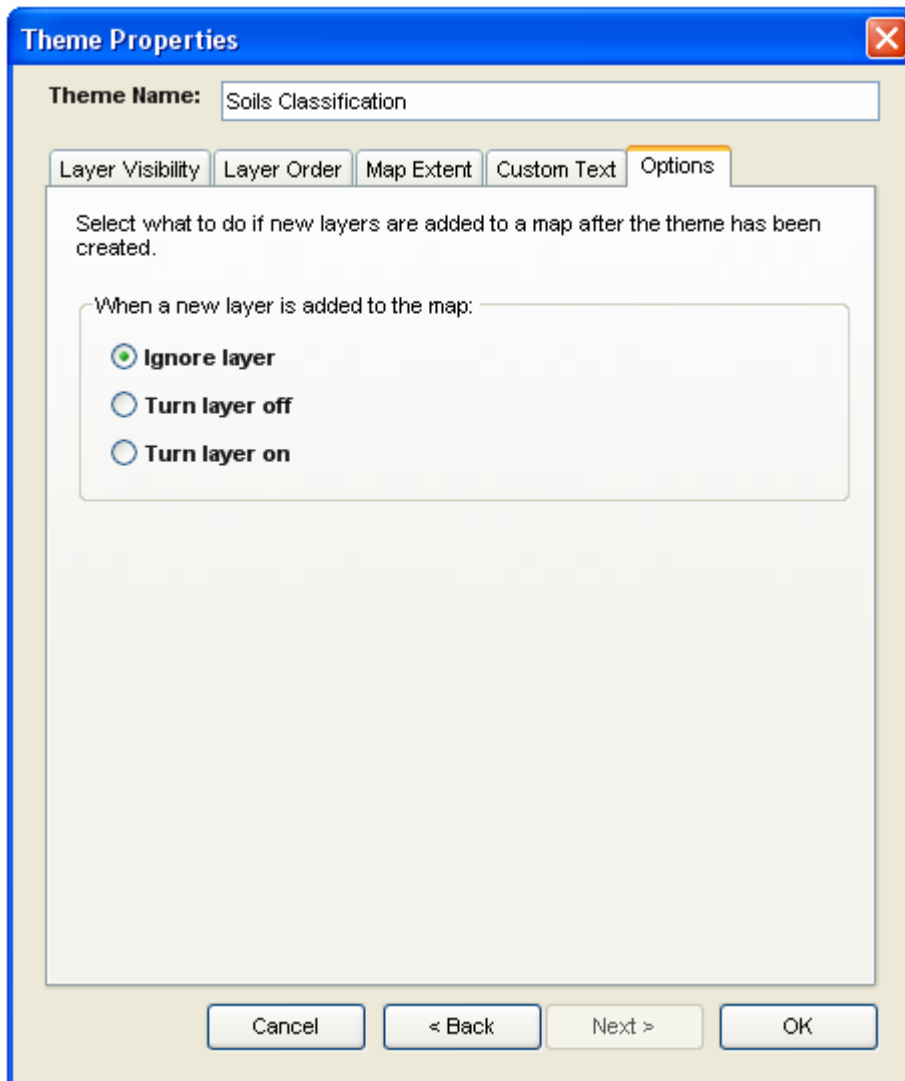 Theme Properties
Theme Name: Soils Classification
Layer Visibility Layer Order Map Extent Custom Text Options
Select what to do if new layers are added to a map after the theme has been
created.
When a new layer is added to the map:
Ignore layer
Turn layer off
Turn layer on
Cancel < Back Next > OK